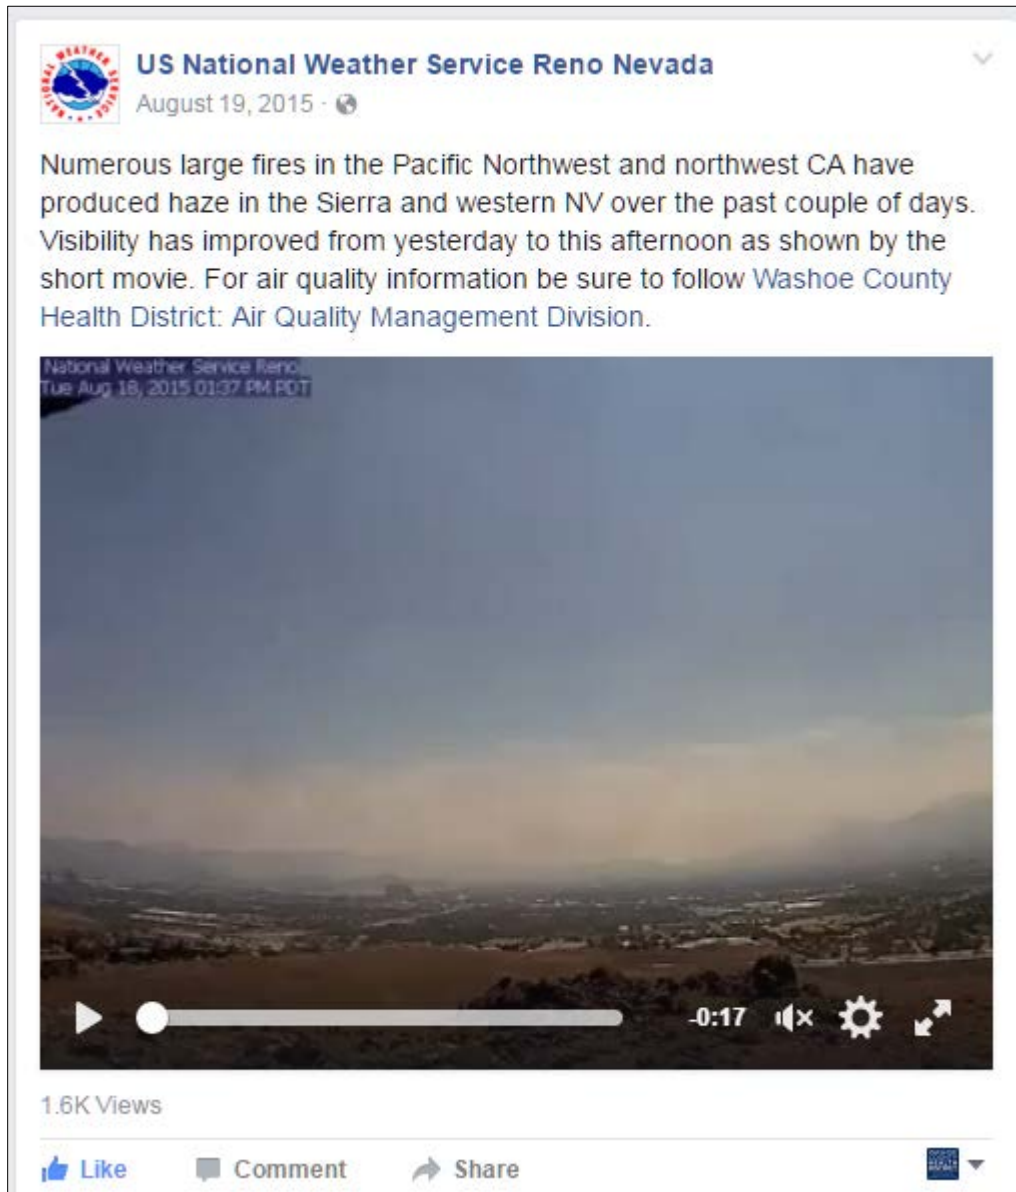 US National Weather Service Reno Nevada
August 19, 2015 ·
Numerous large fires in the Pacific Northwest and northwest CA have
produced haze in the Sierra and western NV over the past couple of days.
Visibility has improved from yesterday to this afternoon as shown by the
short movie. For air quality information be sure to follow Washoe County
Health District: Air Quality Management Division.
National Weather Service Reno
Tue Aug 18, 2015 01:37 PM PDT
-0:17
1.6K Views
Like Comment Share